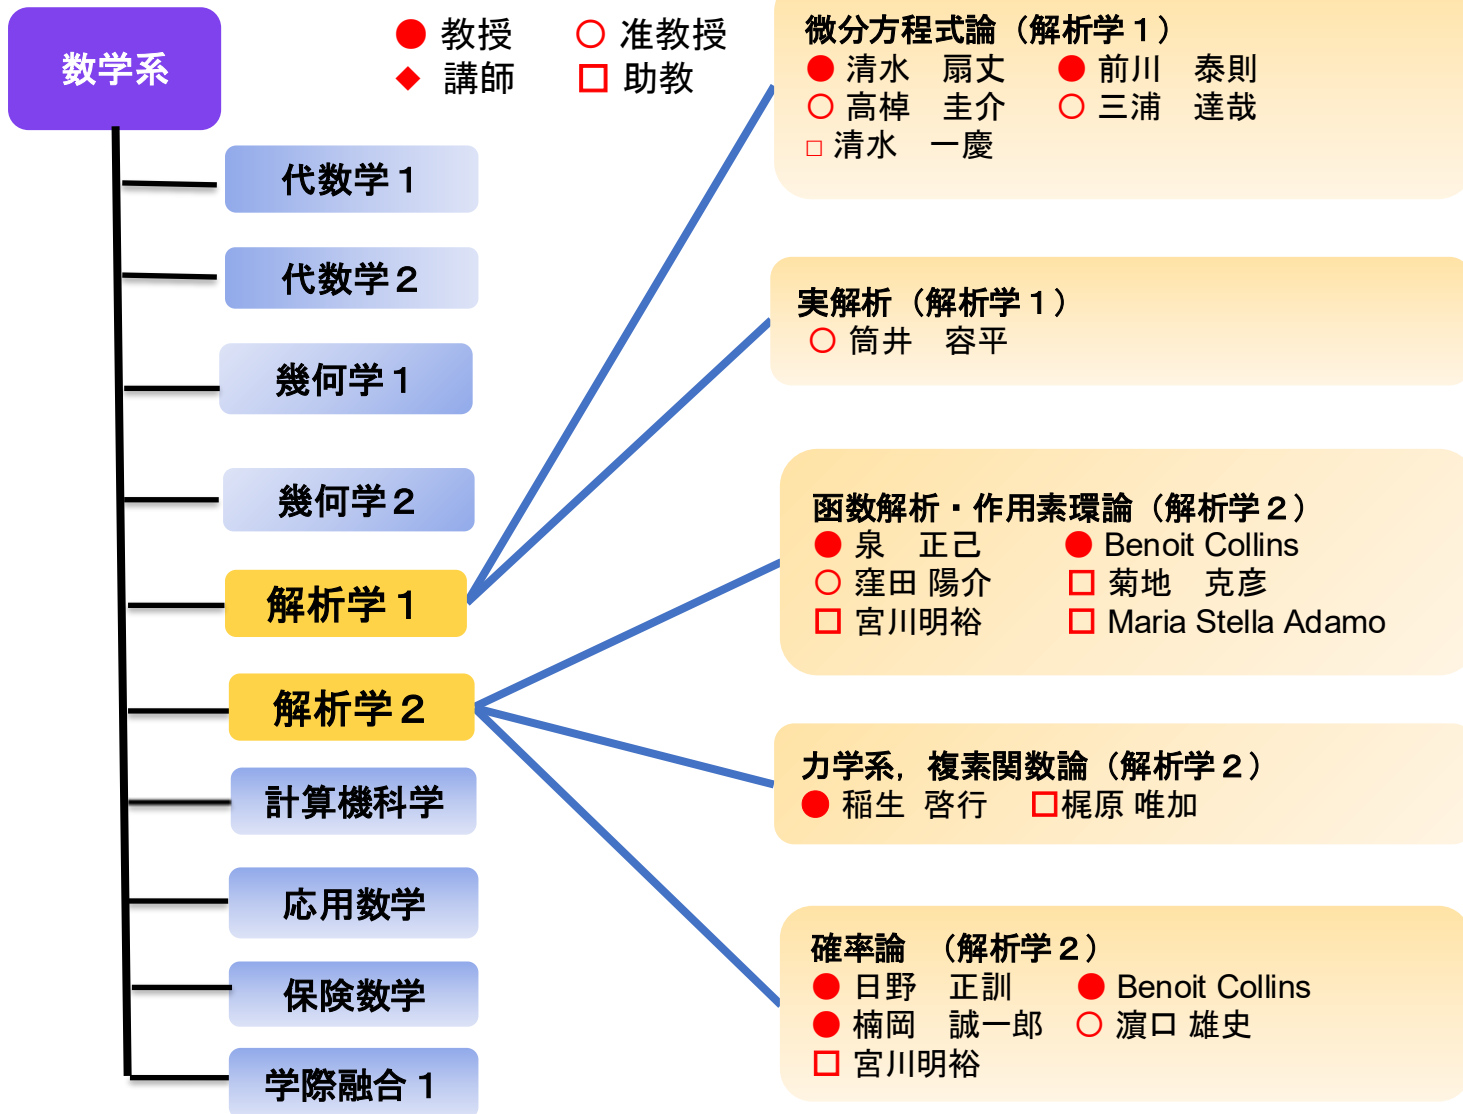 数学系
● 教授　○ 准教授
◆ 講師　□ 助教
代数学１
代数学２
幾何学１
幾何学２
解析学１
解析学２
計算機科学
応用数学
保険数学
学際融合１
微分方程式論（解析学１）
● 清水　扇丈　● 前川　泰則
○ 高棹　圭介　○ 三浦　達哉
□ 清水　一慶
実解析（解析学１）
○ 筒井　容平
函数解析・作用素環論（解析学２）
● 泉　正己　● Benoit Collins
○ 窪田 陽介　□ 菊地　克彦
□ 宮川明裕　□ Maria Stella Adamo
力学系，複素関数論（解析学２）
● 稲生 啓行　□梶原 唯加
確率論　（解析学２）
● 日野　正訓　● Benoit Collins
● 楠岡　誠一郎　○ 濵口 雄史
□ 宮川明裕